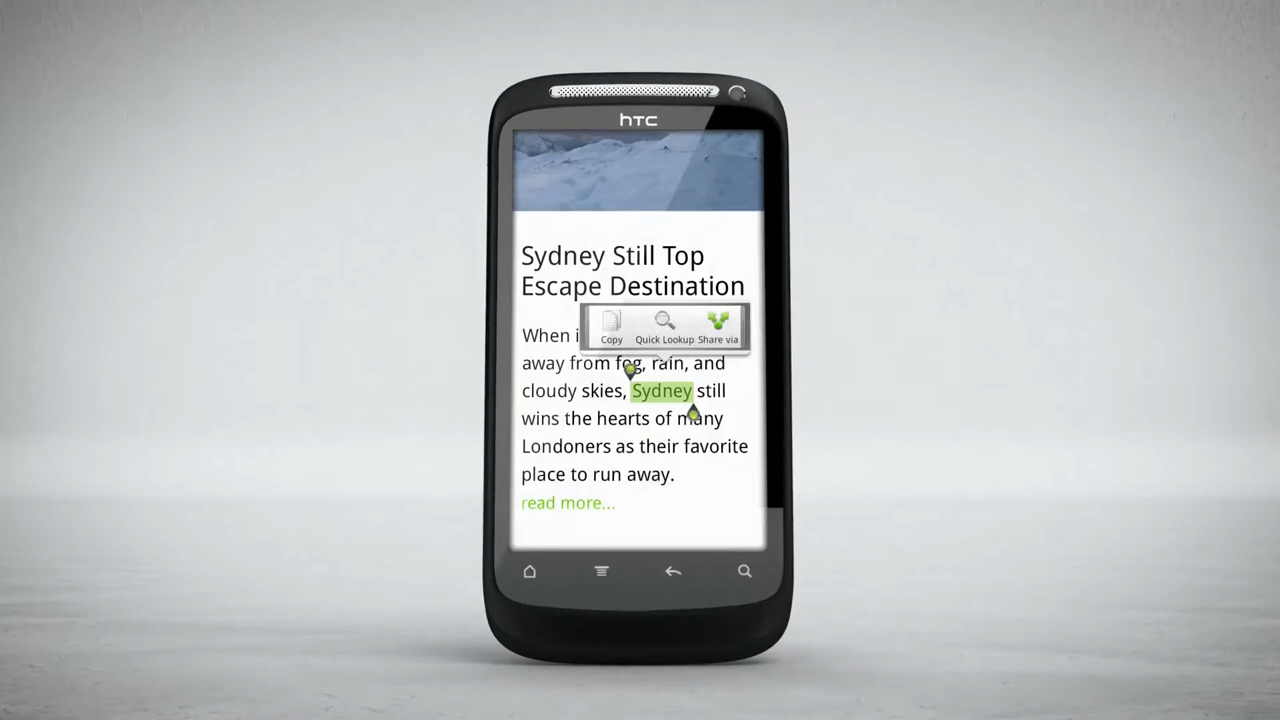 hTC
Sydney Still Top
Escape Destination
Copy Quick Lookup Share via
When i
away from fog, rain, and
cloudy skies, Sydney still
wins the hearts of many
Londoners as their favorite
place to run away.
read more...